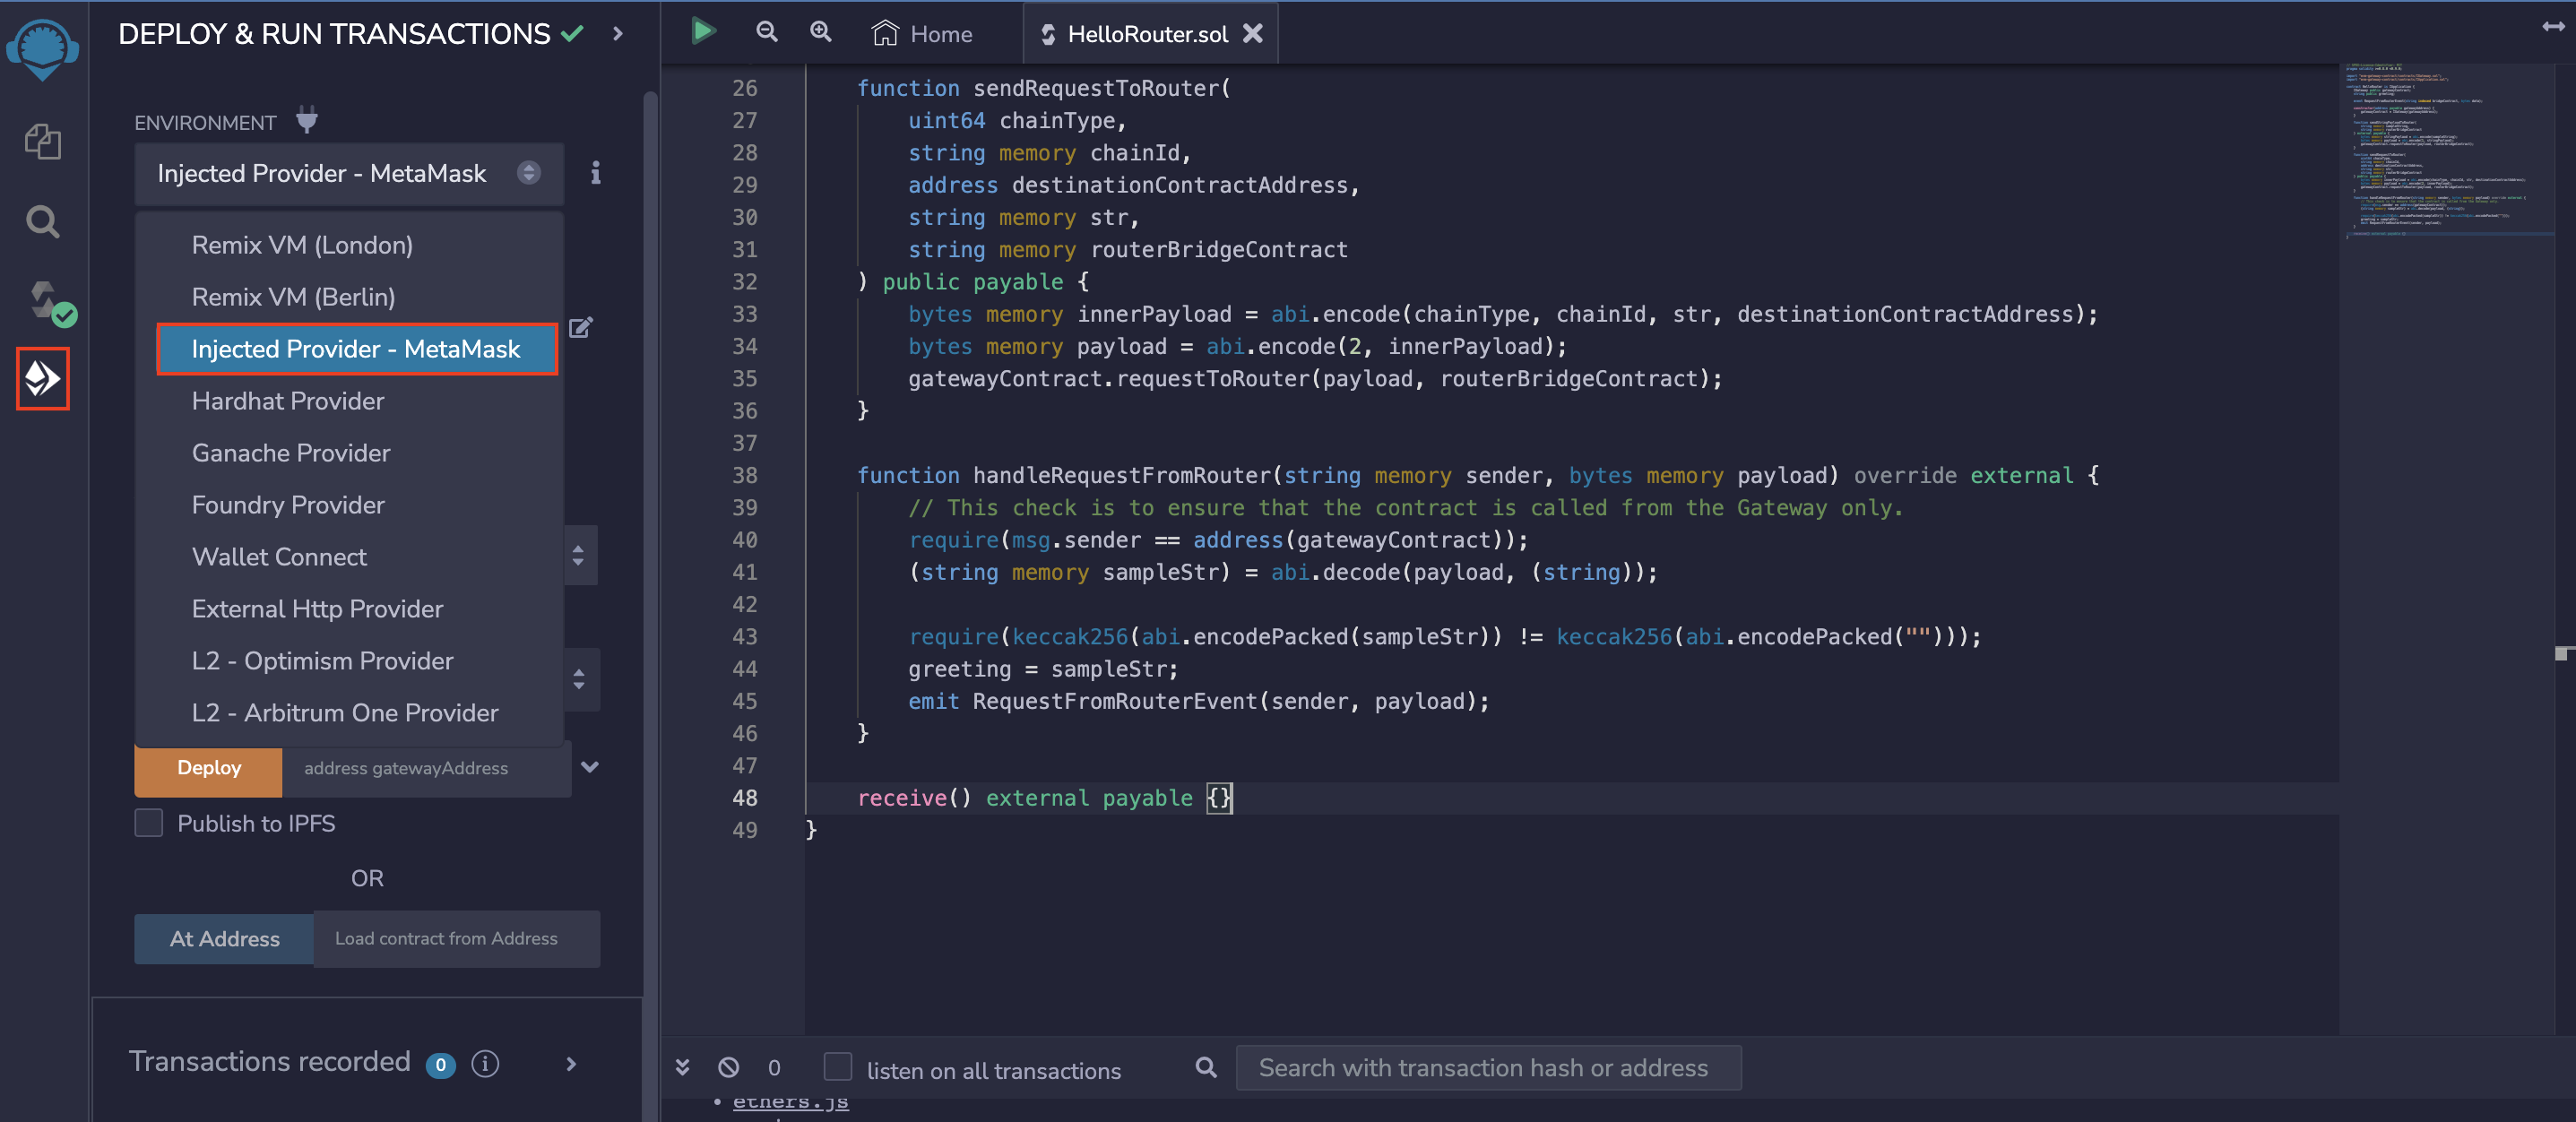 DEPLOY & RUN TRANSACTIONS
ENVIRONMENT
Injected Provider - MetaMask
Remix VM (London)
Remix VM (Berlin)
Injected Provider - MetaMask
Hardhat Provider
Ganache Provider
Foundry Provider
Wallet Connect
External Http Provider
L2 - Optimism Provider
L2 - Arbitrum One Provider
Deploy address gatewayAddress
Publish to IPFS
OR
At Address Load contract from Address
Transactions recorded 0 i
Home HelloRouter.sol
26 function sendRequestToRouter(
27 uint64 chainType,
28 string memory chainId,
29 address destinationContractAddress,
30 string memory str,
31 string memory routerBridgeContract
32 ) public payable {
33 bytes memory innerPayload = abi.encode(chainType, chainId, str, destinationContractAddress);
34 bytes memory payload = abi.encode(2, innerPayload);
35 gatewayContract.requestToRouter(payload, routerBridgeContract);
36 }
37
38 function handleRequestFromRouter(string memory sender, bytes memory payload) override external {
39 // This check is to ensure that the contract is called from the Gateway only.
40 require(msg.sender == address(gatewayContract));
41 (string memory sampleStr) = abi.decode(payload, (string));
42
43 require(keccak256(abi.encodePacked(sampleStr)) != keccak256(abi.encodePacked("")));
44 greeting = sampleStr;
45 emit RequestFromRouterEvent(sender, payload);
46 }
47
48 receive() external payable {}
49 }
0 listen on all transactions Search with transaction hash or address
• ethers.js